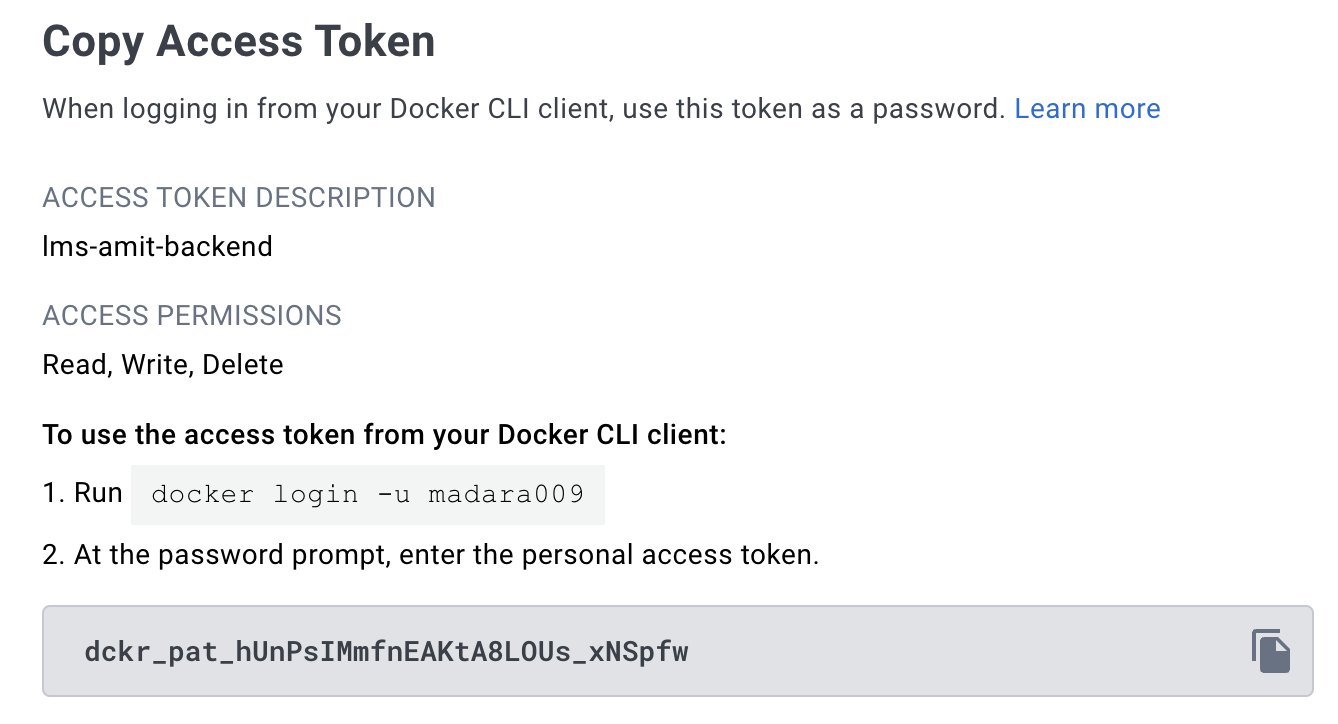 Copy Access Token
When logging in from your Docker CLI client, use this token as a password. Learn more
ACCESS TOKEN DESCRIPTION
lms-amit-backend
ACCESS PERMISSIONS
Read, Write, Delete
To use the access token from your Docker CLI client:
1. Run docker login -u madara009
2. At the password prompt, enter the personal access token.
dckr_pat_hUnPsIMmfnEAKtA8LOUs_xNSpfw